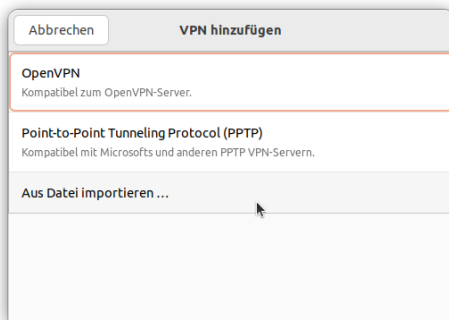 Abbrechen VPN hinzufügen
OpenVPN
Kompatibel zum OpenVPN-Server.
Point-to-Point Tunneling Protocol (PPTP)
Kompatibel mit Microsofts und anderen PPTP VPN-Servern.
Aus Datei importieren …